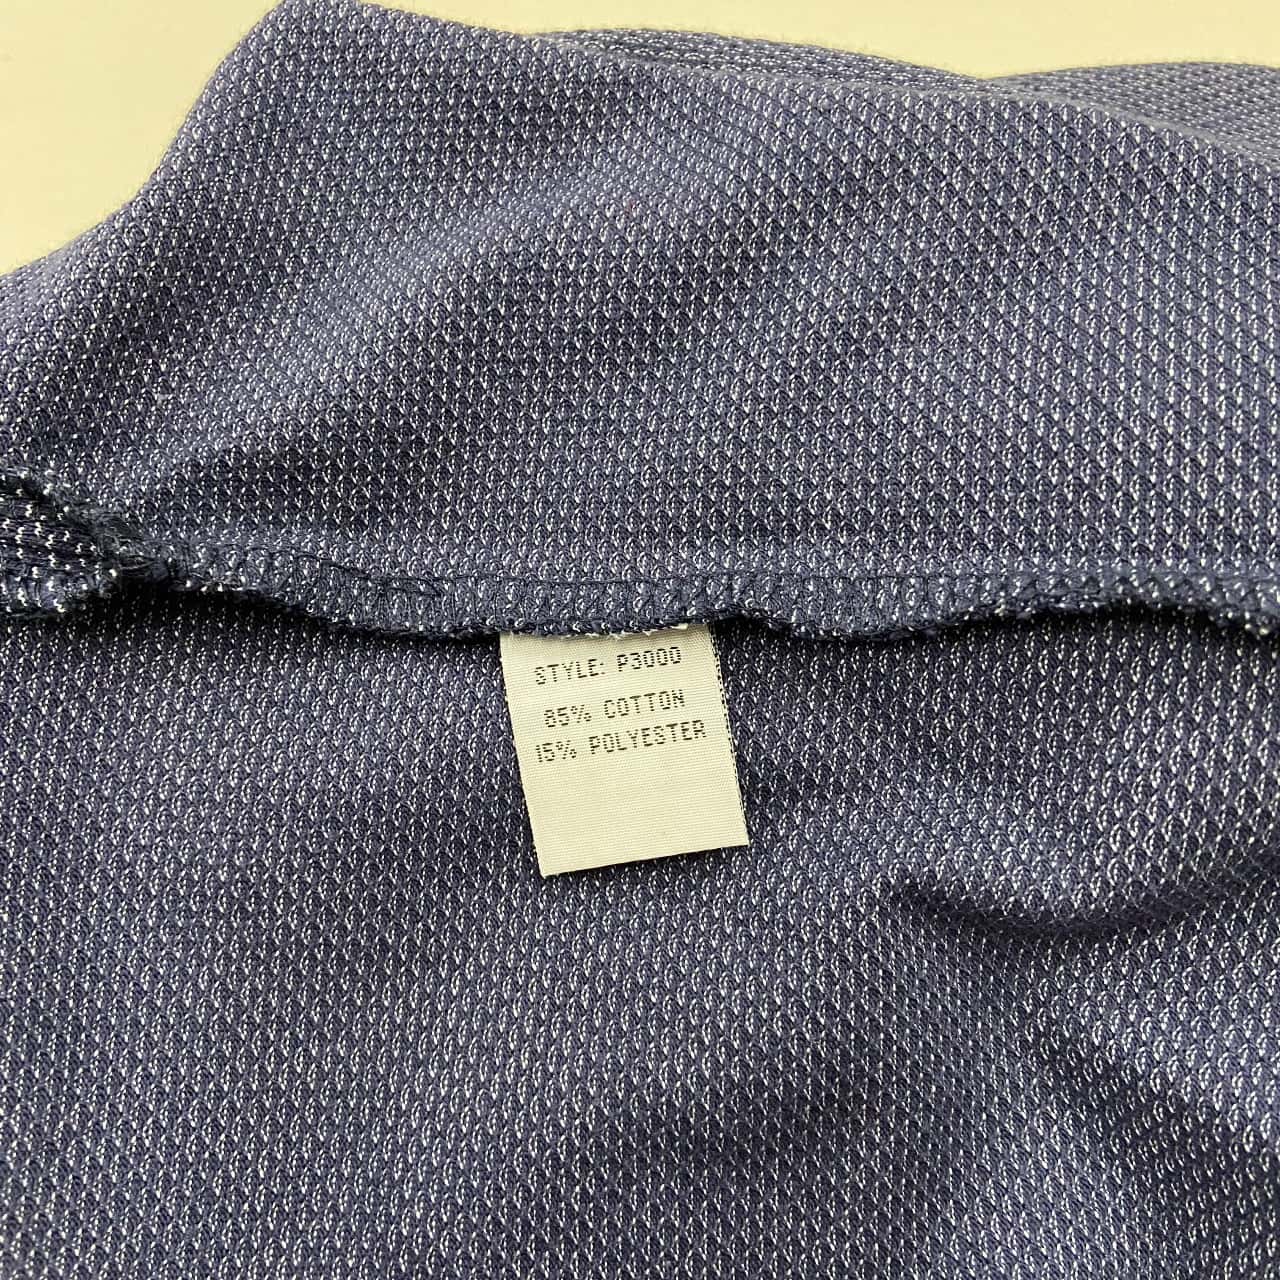 STYLE: P3000
85% COTTON
15% POLYESTER